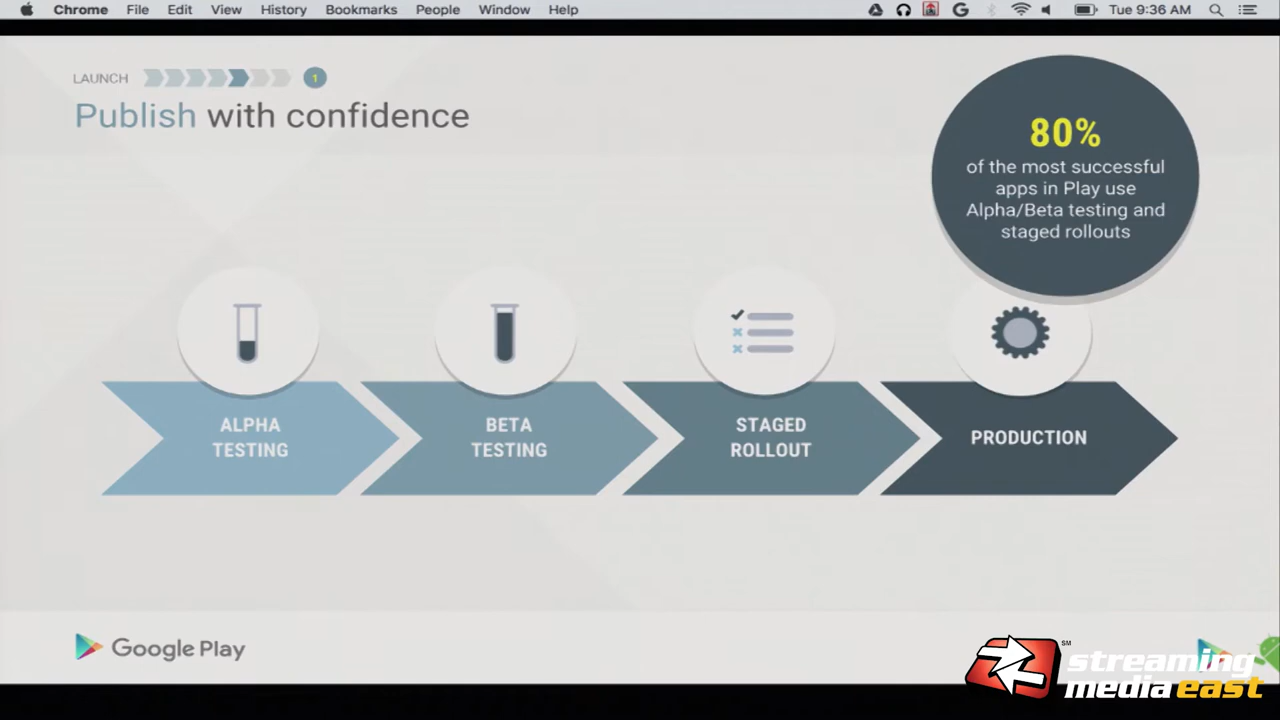 Chrome File Edit View History Bookmarks People Window Help Tue 9:36 AM
LAUNCH 1
Publish with confidence
80%
of the most successful
apps in Play use
Alpha/Beta testing and
staged rollouts
ALPHA
TESTING
BETA
TESTING
STAGED
ROLLOUT
PRODUCTION
Google Play
streaming SM
media east